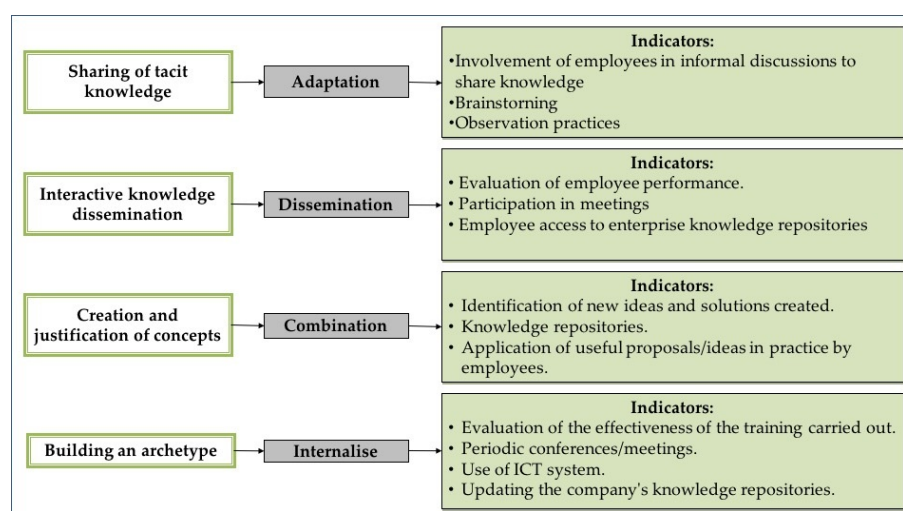 Sharing of tacit
knowledge
Adaptation
Indicators:
•Involvement of employees in informal discussions to
share knowledge
•Brainstorning
•Observation practices
Interactive knowledge
dissemination
Dissemination
Indicators:
• Evaluation of employee performance.
• Participation in meetings
• Employee access to enterprise knowledge repositories
Creation and
justification of concepts
Combination
Indicators:
• Identification of new ideas and solutions created.
• Knowledge repositories.
• Application of useful proposals/ideas in practice by
employees.
Building an archetype
Internalise
Indicators:
• Evaluation of the effectiveness of the training carried out.
• Periodic conferences/meetings.
• Use of ICT system.
• Updating the company's knowledge repositories.